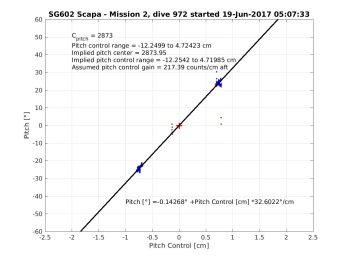 SG602 Scapa - Mission 2, dive 972 started 19-Jun-2017 05:07:33
60
C_pitch = 2873
50
Pitch control range = -12.2499 to 4.72423 cm
Implied pitch center = 2873.95
Implied pitch control range = -12.2542 to 4.71985 cm
40
Assumed pitch control gain = 217.39 counts/cm aft
30
20
10
Pitch [°]
0
-10
-20
-30
-40
Pitch [°] =-0.14268° +Pitch Control [cm] *32.6022°/cm
-50
-60
-2.5 -2 -1.5 -1 -0.5 0 0.5 1 1.5 2 2.5
Pitch Control [cm]